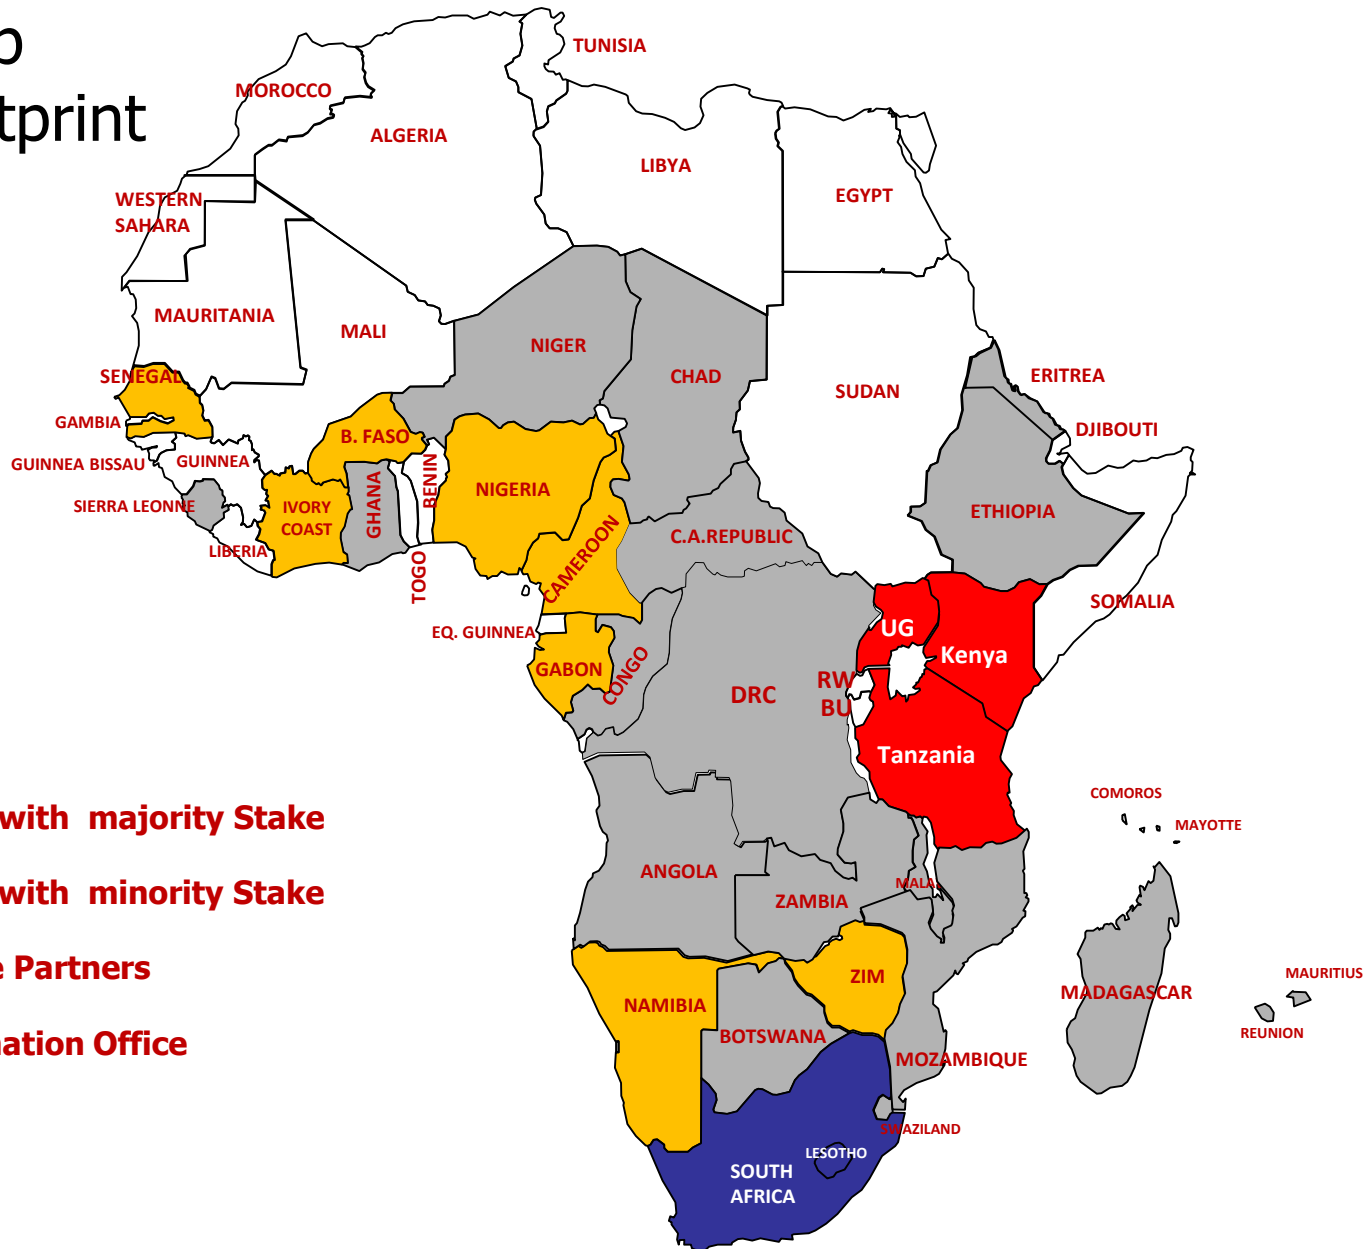 p
tprint
TUNISIA
MOROCCO
ALGERIA
LIBYA
EGYPT
WESTERN
SAHARA
MAURITANIA
MALI
NIGER
CHAD
SUDAN
ERITREA
SENEGAL
GAMBIA
B. FASO
DJIBOUTI
GUINNEA BISSAU
GUINNEA
BENIN
NIGERIA
GHANA
SIERRA LEONNE
IVORY
COAST
ETHIOPIA
C.A.REPUBLIC
LIBERIA
TOGO
CAMEROON
SOMALIA
EQ. GUINNEA
UG
Kenya
GABON
CONGO
DRC
RW
BU
Tanzania
COMOROS
MAYOTTE
with majority Stake
ANGOLA
MALA
with minority Stake
ZAMBIA
e Partners
ZIM
MAURITIUS
MADAGASCAR
NAMIBIA
REUNION
BOTSWANA
nation Office
MOZAMBIQUE
SWAZILAND
LESOTHO
SOUTH
AFRICA